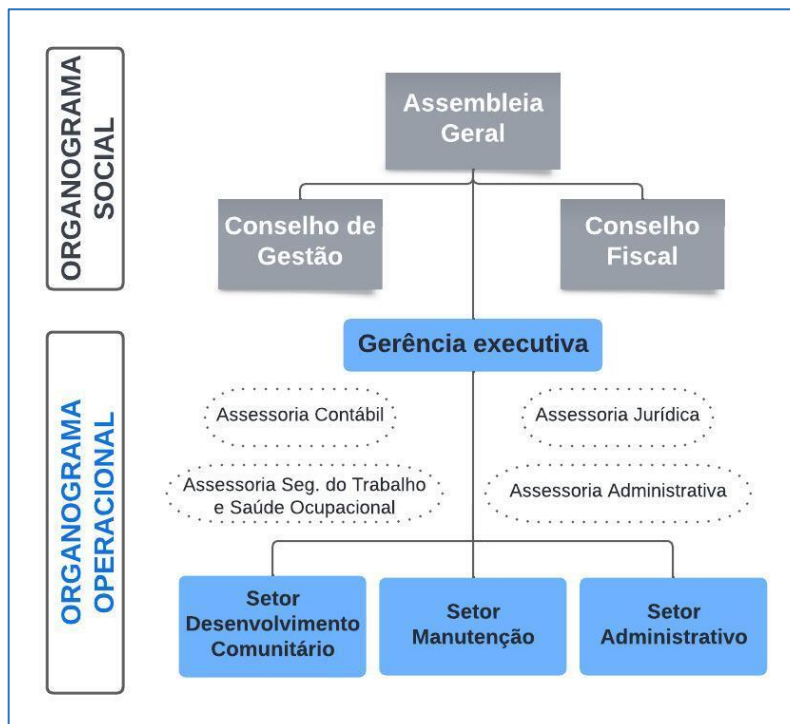 ORGANOGRAMA
SOCIAL
Assembleia
Geral
Conselho de
Gestão
Conselho
Fiscal
ORGANOGRAMA
OPERACIONAL
Gerência executiva
Assessoria Contábil
Assessoria Jurídica
Assessoria Seg. do Trabalho
e Saúde Ocupacional
Assessoria Administrativa
Setor
Desenvolvimento
Comunitário
Setor
Manutenção
Setor
Administrativo